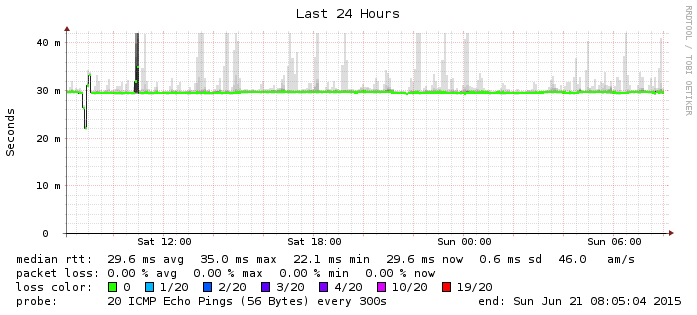 Last 24 Hours
RRDTOOL / TOBI OETIKER
Seconds
40 m
30 m
20 m
10 m
0
Sat 12:00 Sat 18:00 Sun 00:00 Sun 06:00
median rtt: 29.6 ms avg 35.0 ms max 22.1 ms min 29.6 ms now 0.6 ms sd 46.0 am/s
packet loss: 0.00 % avg 0.00 % max 0.00 % min 0.00 % now
loss color: 0 1/20 2/20 3/20 4/20 10/20 19/20
probe: 20 ICMP Echo Pings (56 Bytes) every 300s end: Sun Jun 21 08:05:04 2015